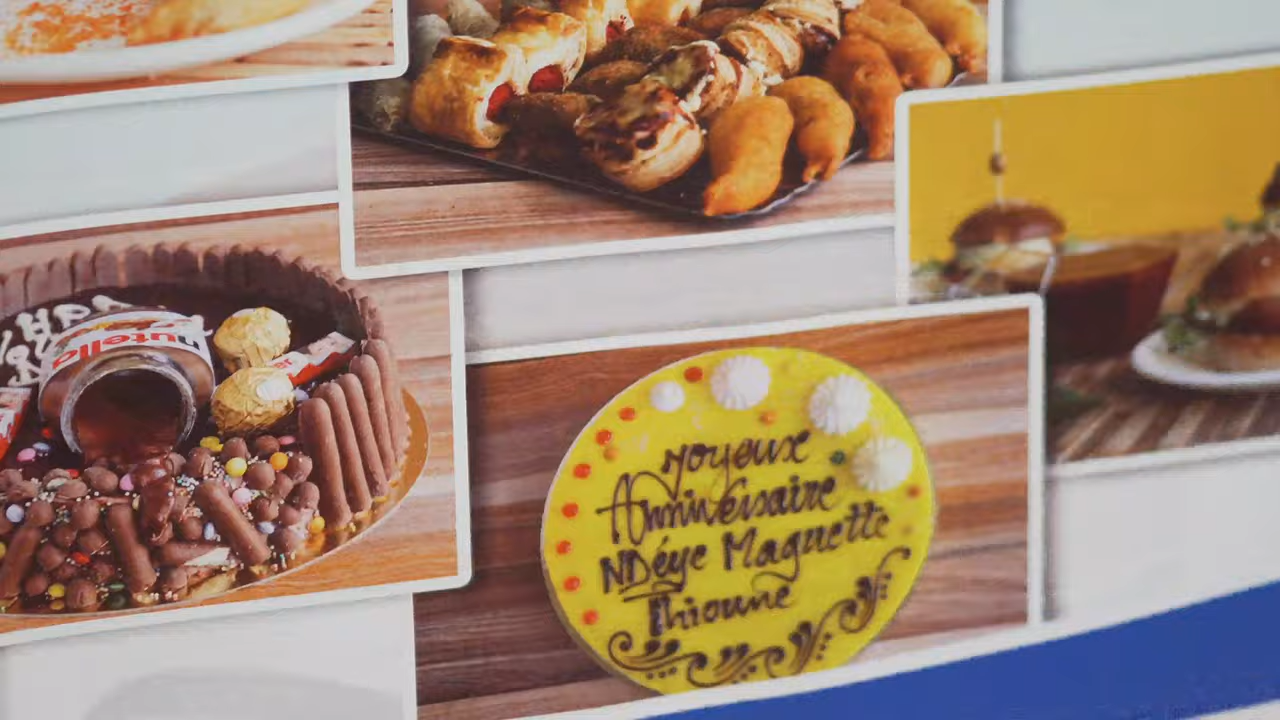 nutella
joyeux
Anniversaire
NDéye Maguette
Thioune